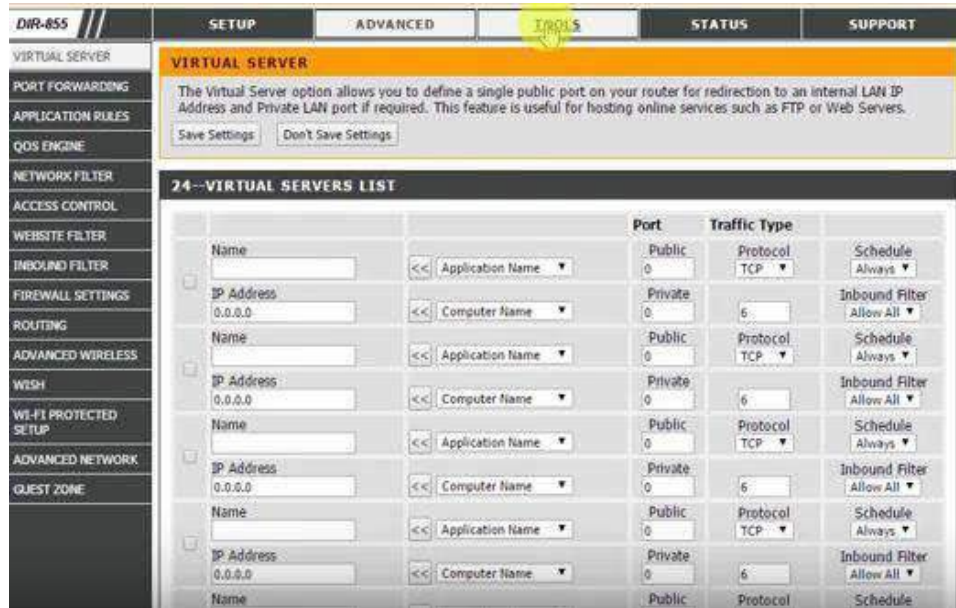 DIR-855 SETUP ADVANCED TOOLS STATUS SUPPORT
VIRTUAL SERVER
PORT FORWARDING
APPLICATION RULES
QOS ENGINE
NETWORK FILTER
ACCESS CONTROL
WEBSITE FILTER
INBOUND FILTER
FIREWALL SETTINGS
ROUTING
ADVANCED WIRELESS
WISH
WI-FI PROTECTED
SETUP
ADVANCED NETWORK
GUEST ZONE
VIRTUAL SERVER
The Virtual Server option allows you to define a single public port on your router for redirection to an internal LAN IP
Address and Private LAN port if required. This feature is useful for hosting online services such as FTP or Web Servers.
Save Settings Don't Save Settings
24--VIRTUAL SERVERS LIST
Port Traffic Type
Name Public Protocol Schedule
<< Application Name 0 TCP Always
IP Address Private Inbound Filter
0.0.0.0 << Computer Name 0 6 Allow All
Name Public Protocol Schedule
<< Application Name 0 TCP Always
IP Address Private Inbound Filter
0.0.0.0 << Computer Name 0 6 Allow All
Name Public Protocol Schedule
<< Application Name 0 TCP Always
IP Address Private Inbound Filter
0.0.0.0 << Computer Name 0 6 Allow All
Name Public Protocol Schedule
<< Application Name 0 TCP Always
IP Address Private Inbound Filter
0.0.0.0 << Computer Name 0 6 Allow All
Name Public Protocol Schedule